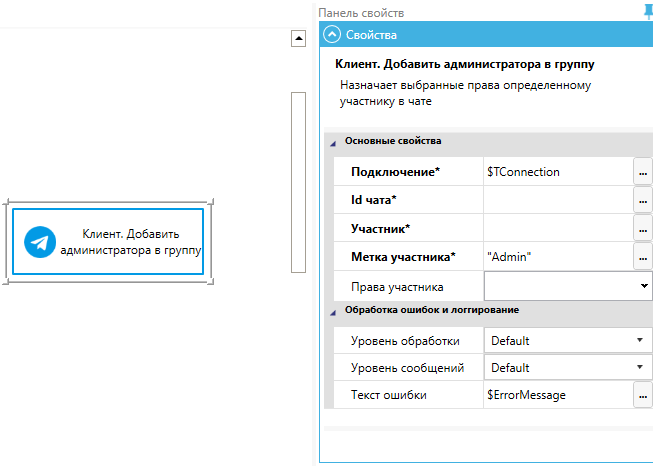 Панель свойств
Свойства
Клиент. Добавить администратора в группу
Назначает выбранные права определенному
участнику в чате
Основные свойства
Подключение* $TConnection ...
Id чата* ...
Участник* ...
Метка участника* "Admin" ...
Права участника
Обработка ошибок и логгирование
Уровень обработки Default
Уровень сообщений Default
Текст ошибки $ErrorMessage ...
Клиент. Добавить
администратора в группу